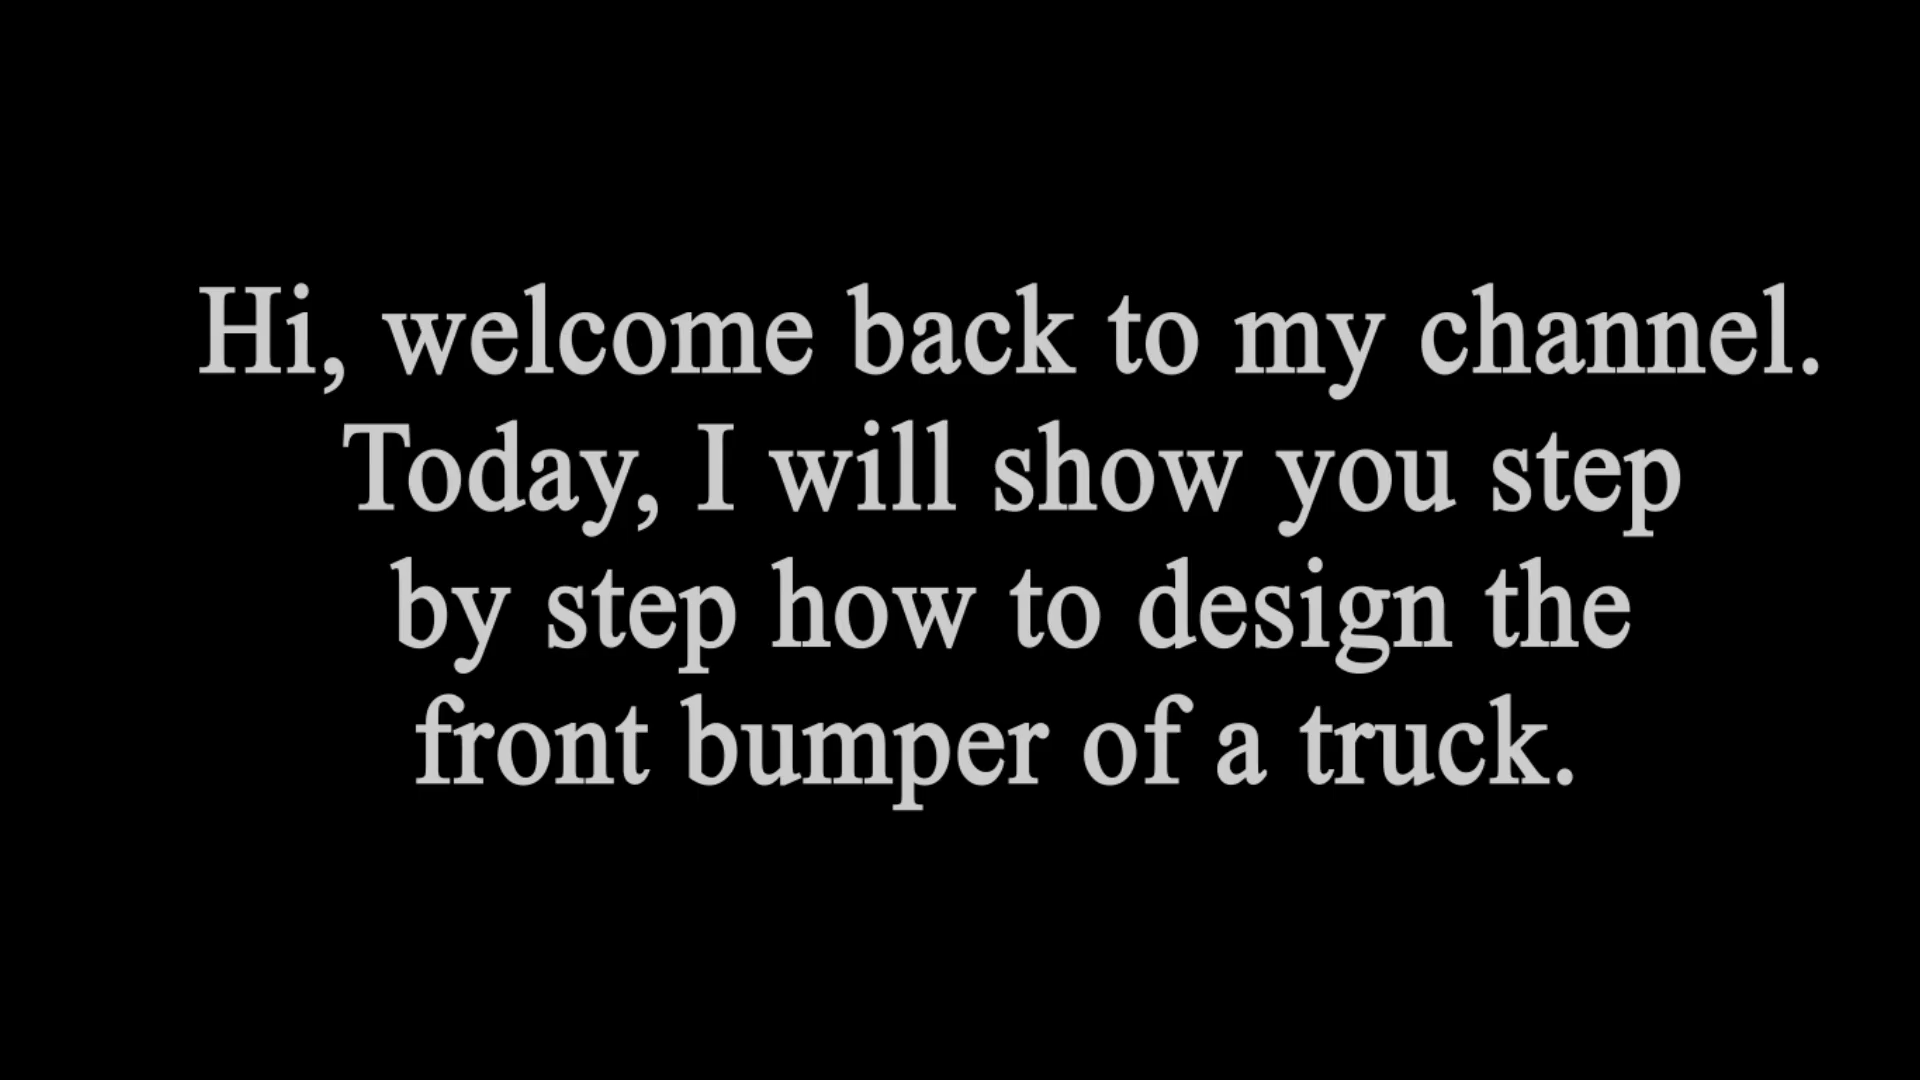 Hi, welcome back to my channel.
Today, I will show you step
by step how to design the
front bumper of a truck.